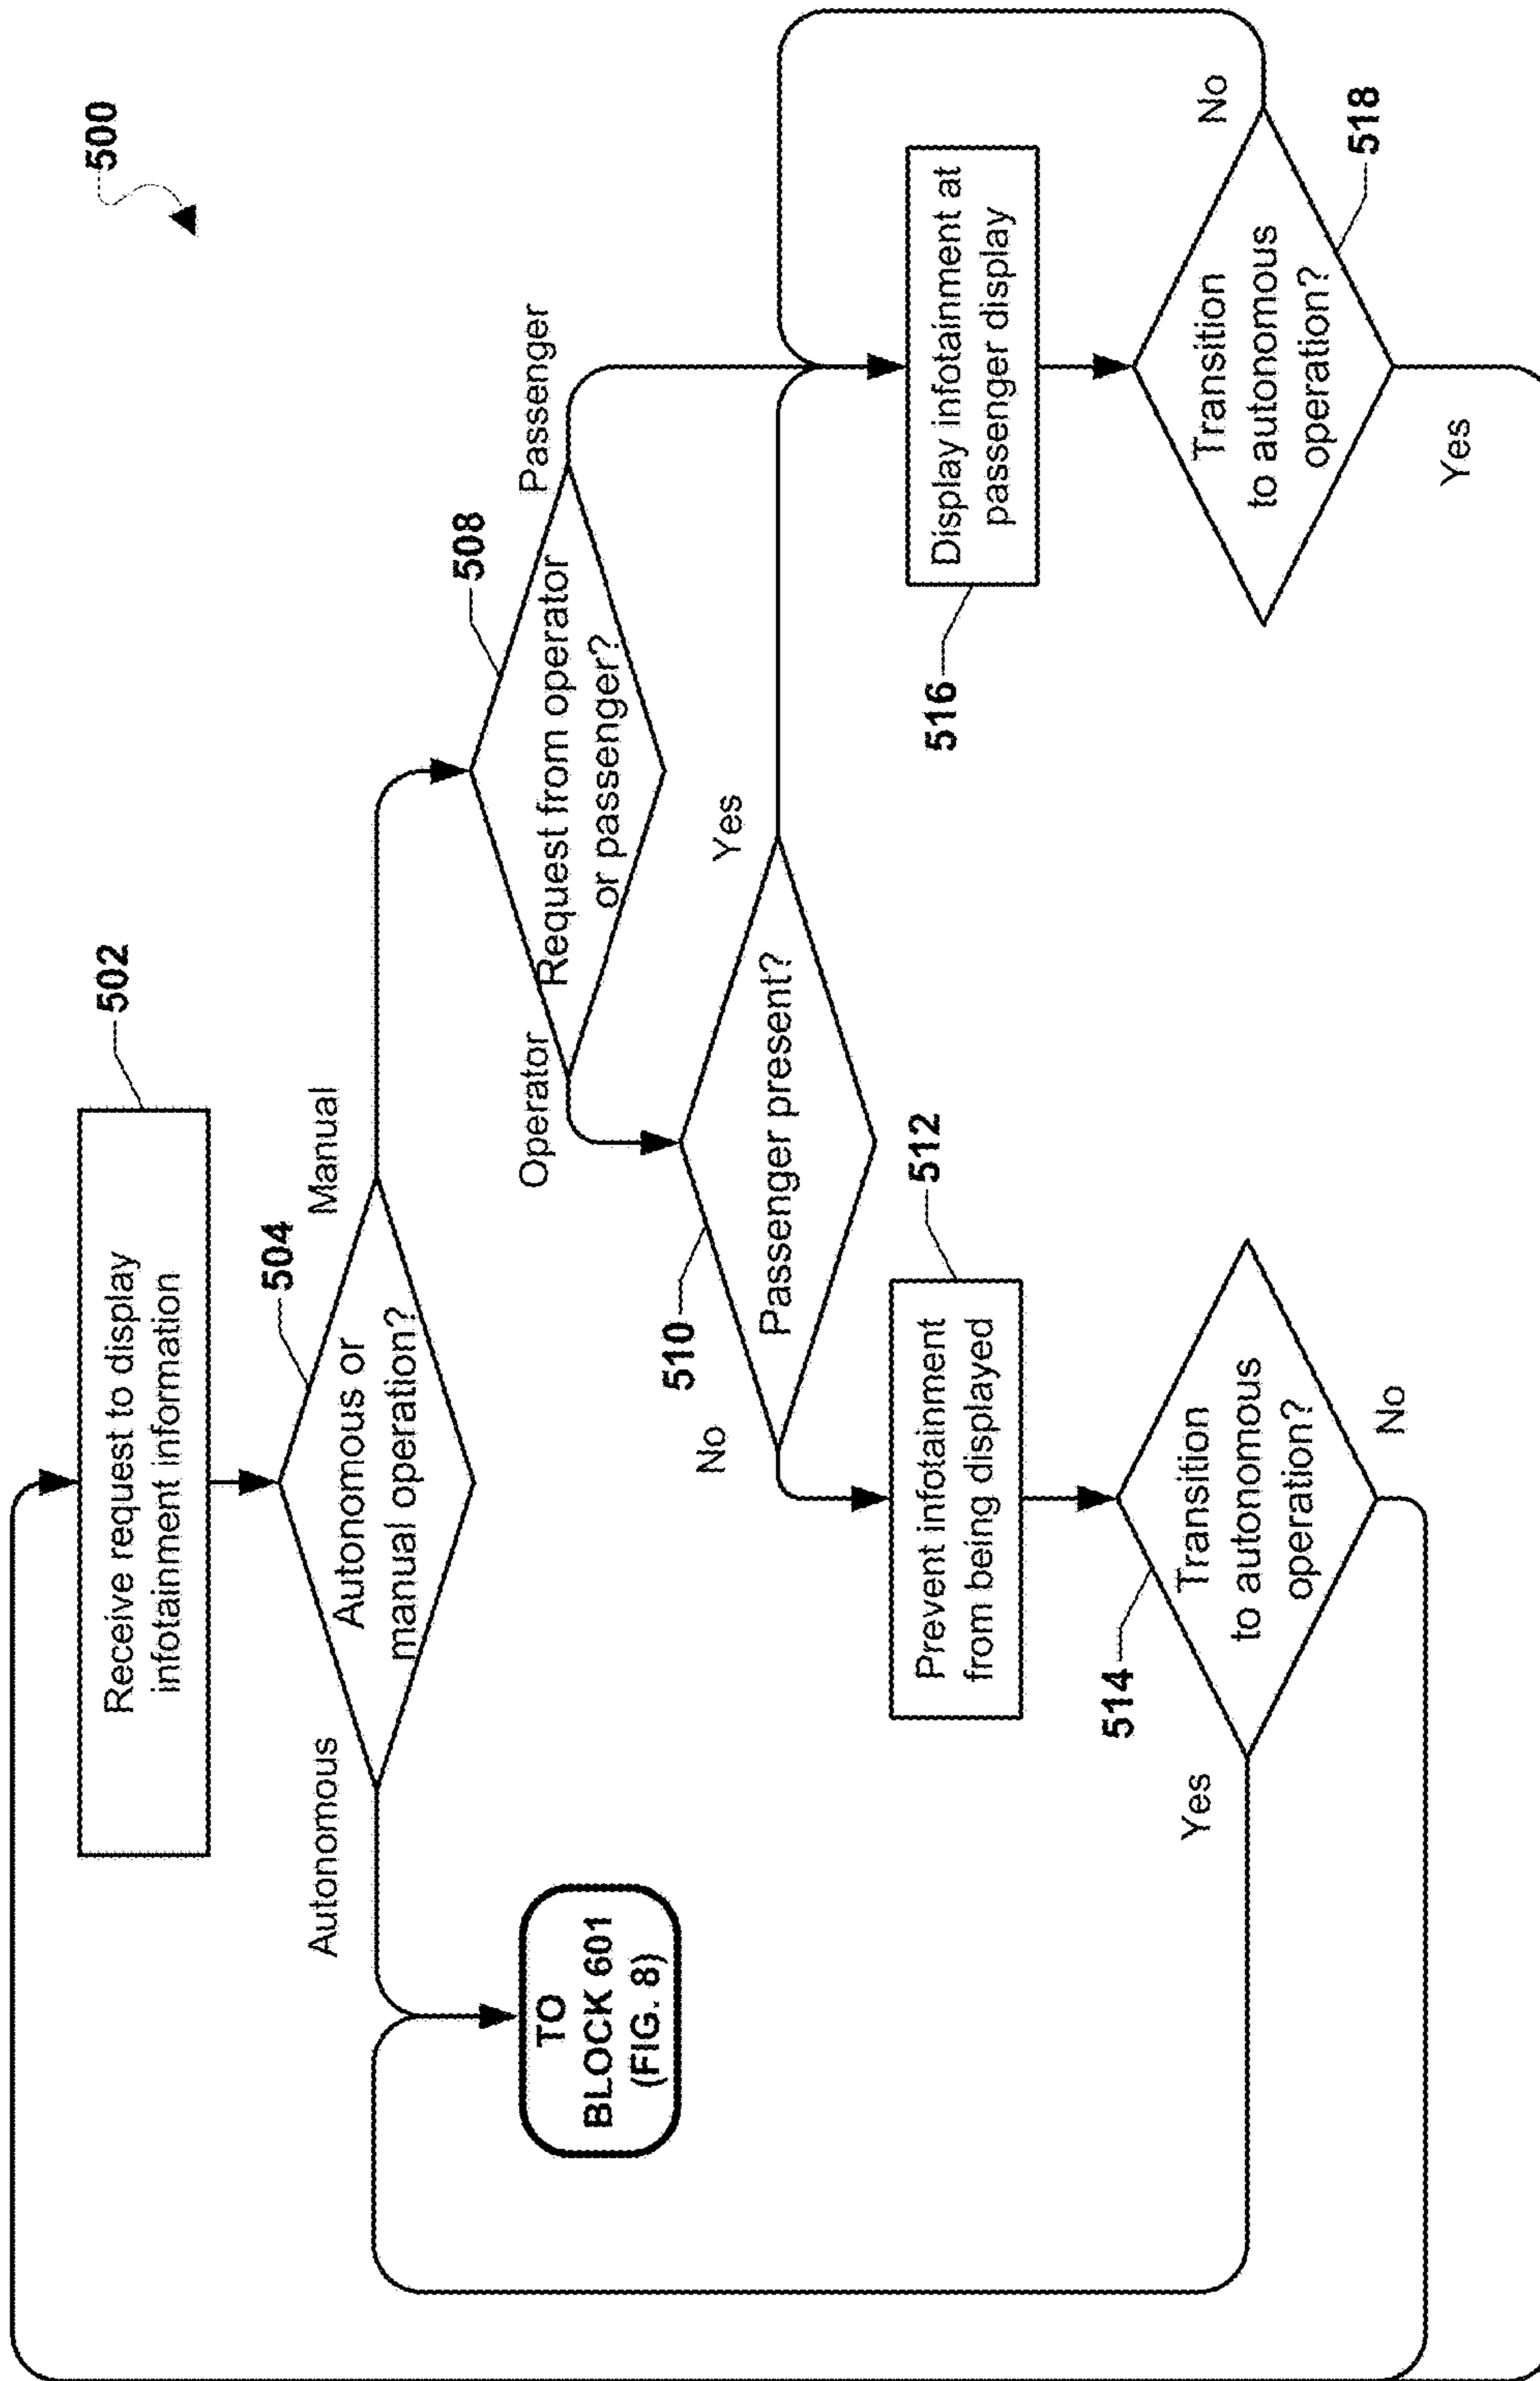 500
502
Receive request to display
infotainment information
504
Autonomous
Autonomous or
manual operation?
Manual
TO
BLOCK 601
(FIG. 8)
508
Operator
Request from operator
or passenger?
Passenger
510
No
Passenger present?
Yes
512
Prevent infotainment
from being displayed
516
Display infotainment at
passenger display
514
Yes
Transition
to autonomous
operation?
No
Transition
to autonomous
operation?
No
518
Yes